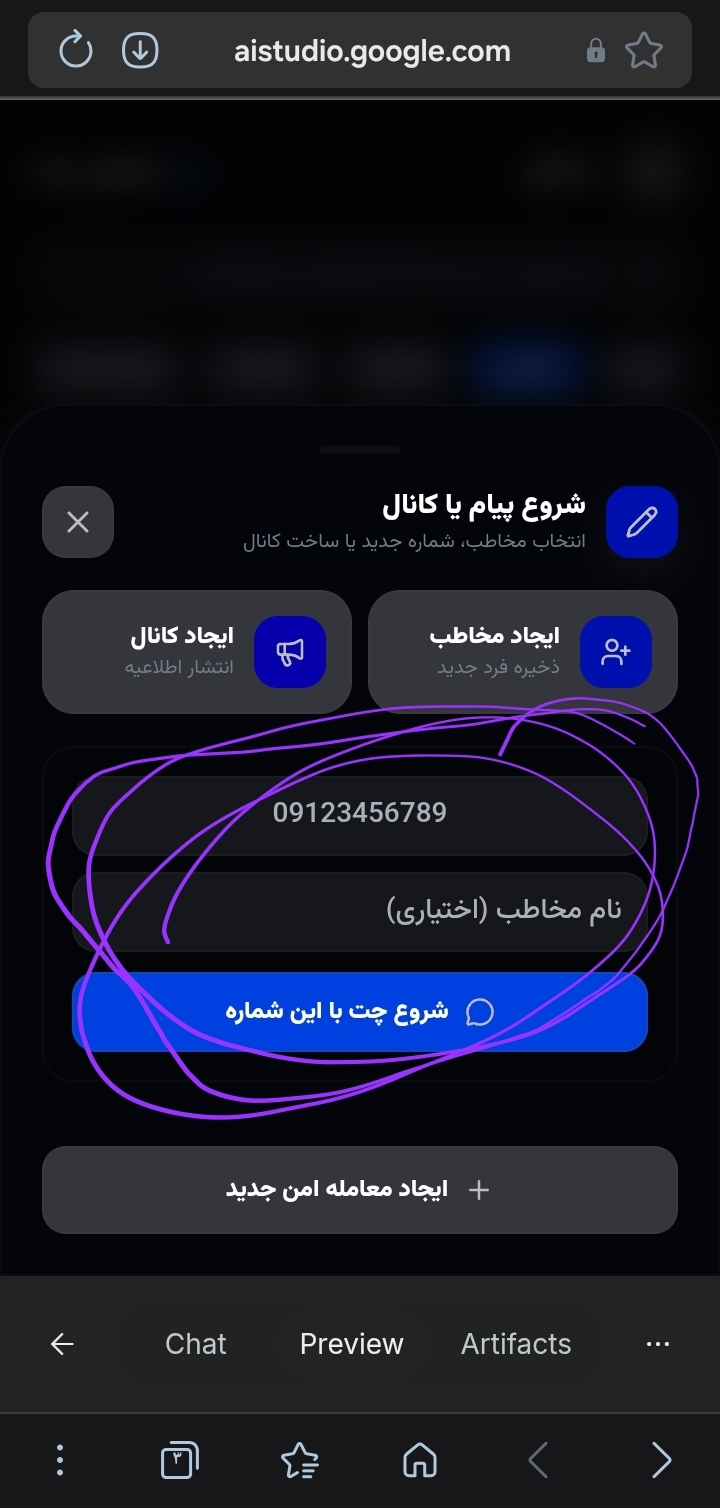 aistudio.google.com
شروع پیام یا کانال
انتخاب مخاطب، شماره جدید یا ساخت کانال
ایجاد مخاطب
ذخیره فرد جدید
ایجاد کانال
انتشار اطلاعیه
09123456789
نام مخاطب (اختیاری)
شروع چت با این شماره
ایجاد معامله امن جدید
Chat Preview Artifacts
۳